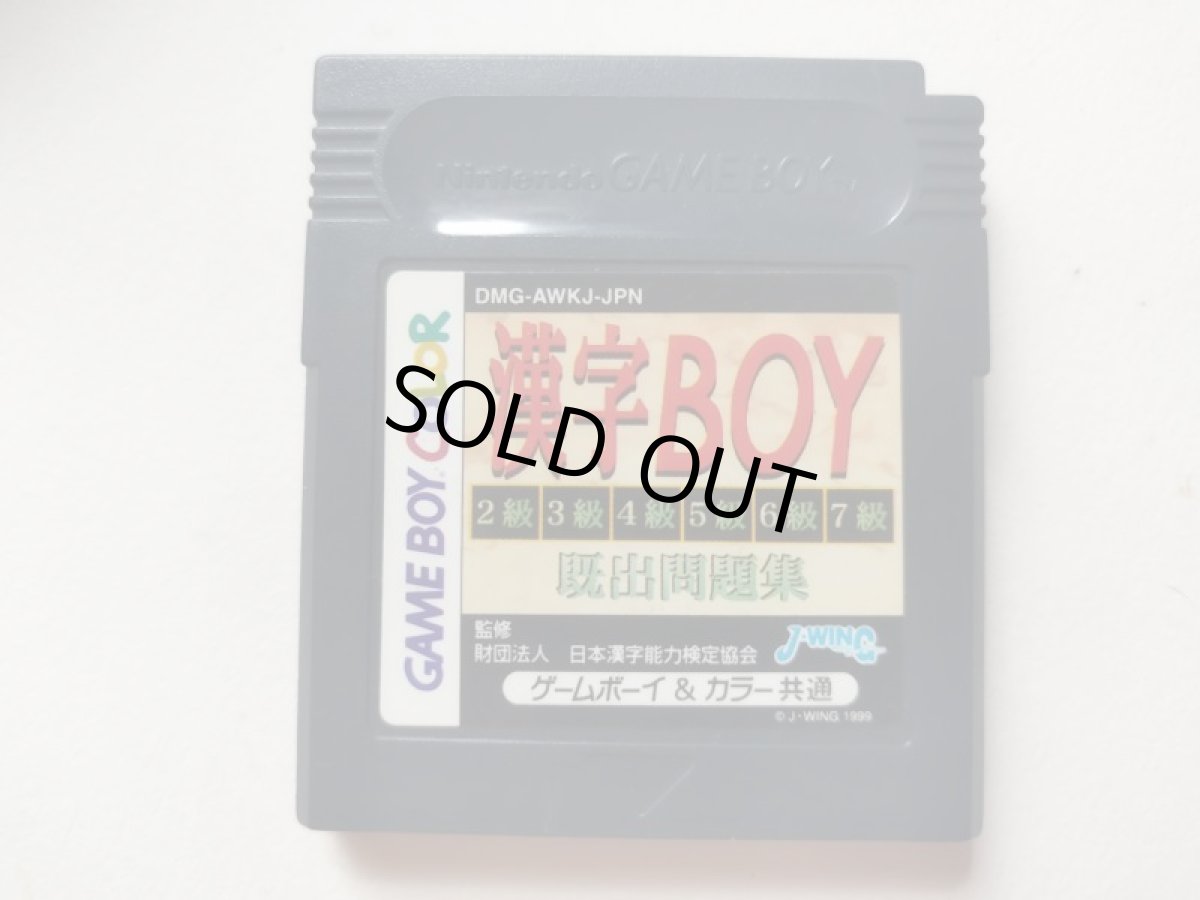 Nintendo GAME BOY TM
DMG-AWKJ-JPN
GAME BOY COLOR
漢字BOY
SOLD OUT
2級 3級 4級 5級 6級 7級
既出問題集
監修
財団法人 日本漢字能力検定協会
J-WING
ゲームボーイ & カラー共通
© J・WING 1999